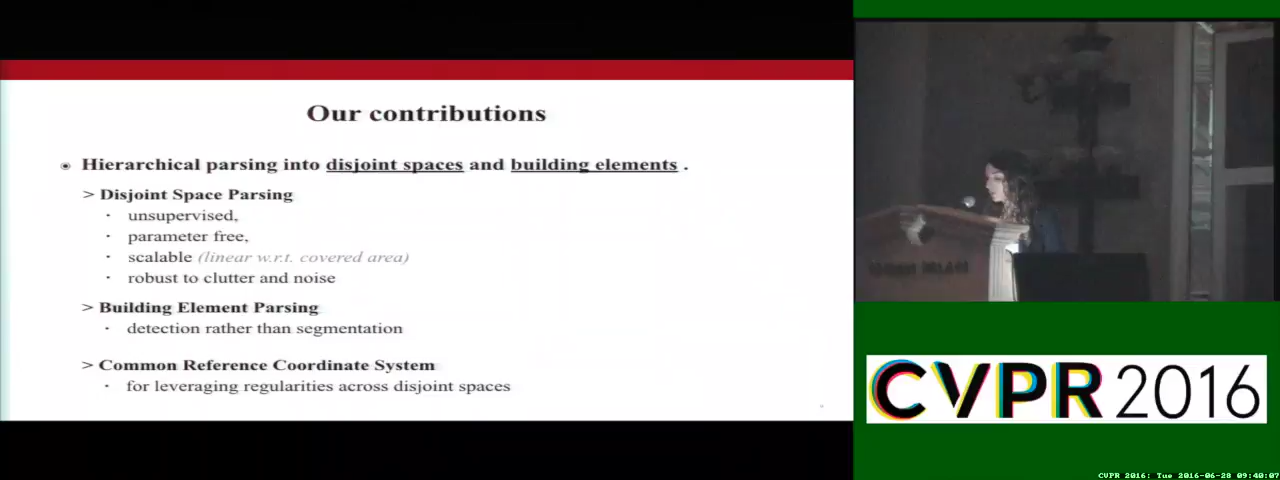 Our contributions
Hierarchical parsing into disjoint spaces and building elements .
> Disjoint Space Parsing
· unsupervised,
· parameter free,
· scalable (linear w.r.t. covered area)
· robust to clutter and noise
> Building Element Parsing
· detection rather than segmentation
> Common Reference Coordinate System
· for leveraging regularities across disjoint spaces
CVPR 2016
CVPR 2016: Tue 2016-06-28 09:40:07